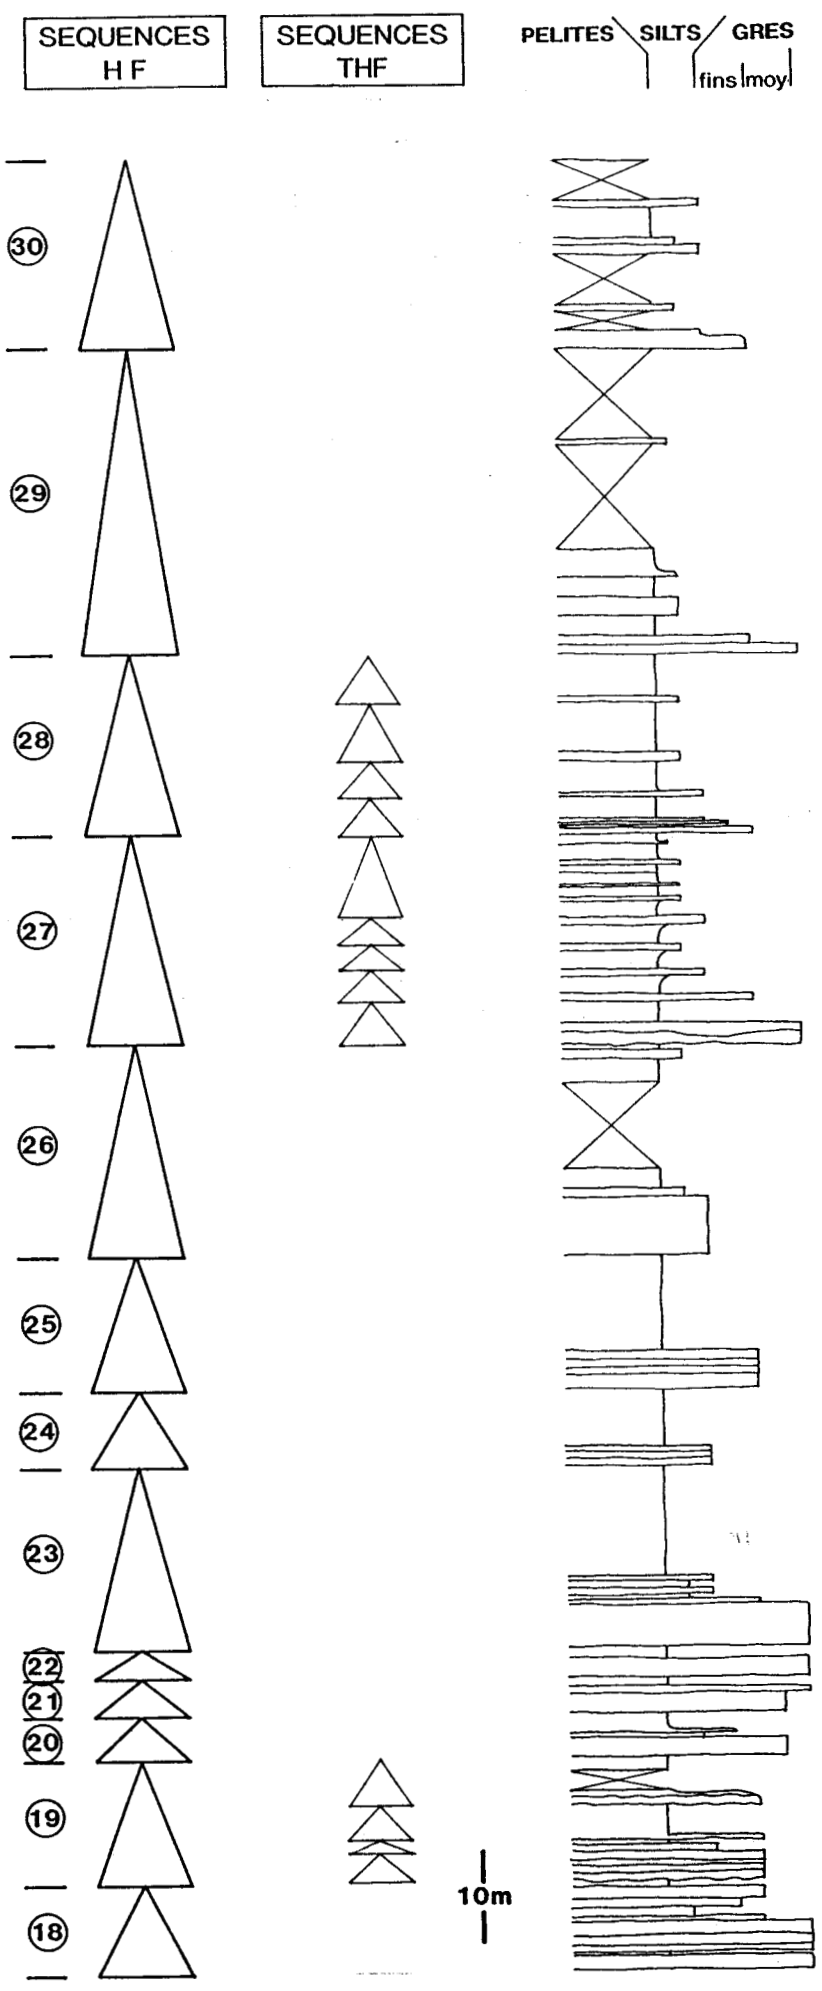 SEQUENCES
H F
SEQUENCES
THF
PELITES SILTS GRES
fins moy
30
29
28
27
26
25
24
23
22
21
20
19
10m
18